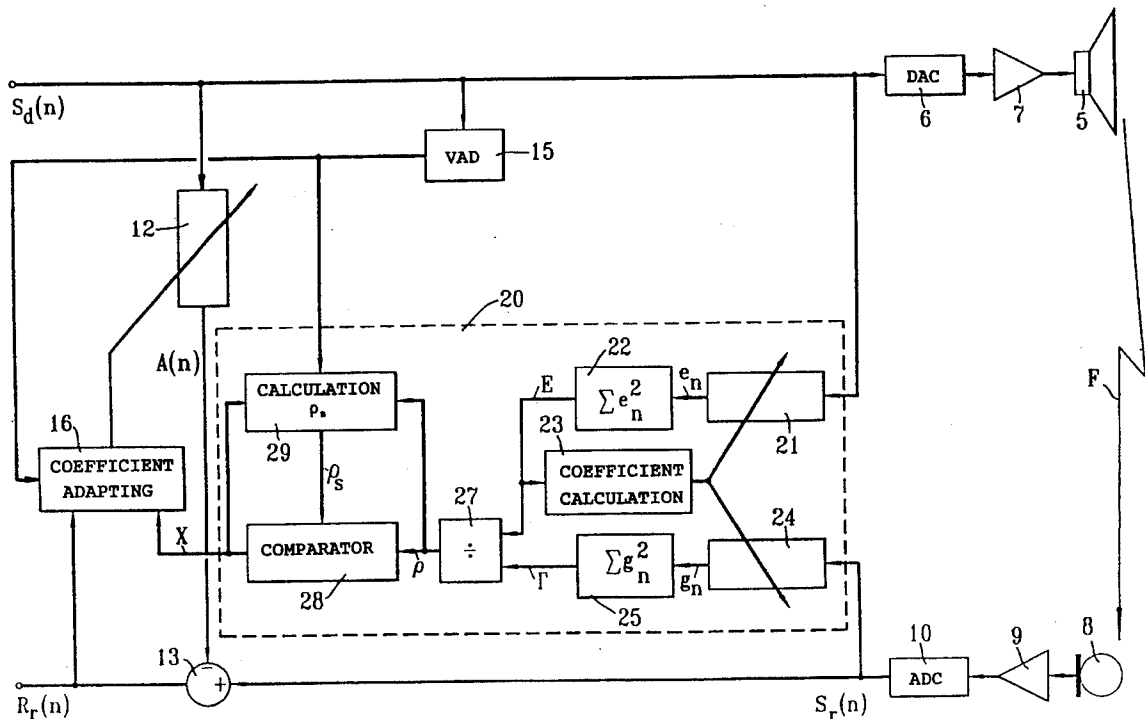 S_d(n)
DAC
6
7
5
VAD
15
12
A(n)
20
22
Σ e_n^2
E
e_n
21
F
CALCULATION
ρ_s
29
23
COEFFICIENT
CALCULATION
16
COEFFICIENT
ADAPTING
ρ_s
27
÷
24
X
COMPARATOR
28
ρ
Γ
Σ g_n^2
25
g_n
13
−
+
R_r(n)
S_r(n)
10
ADC
9
8